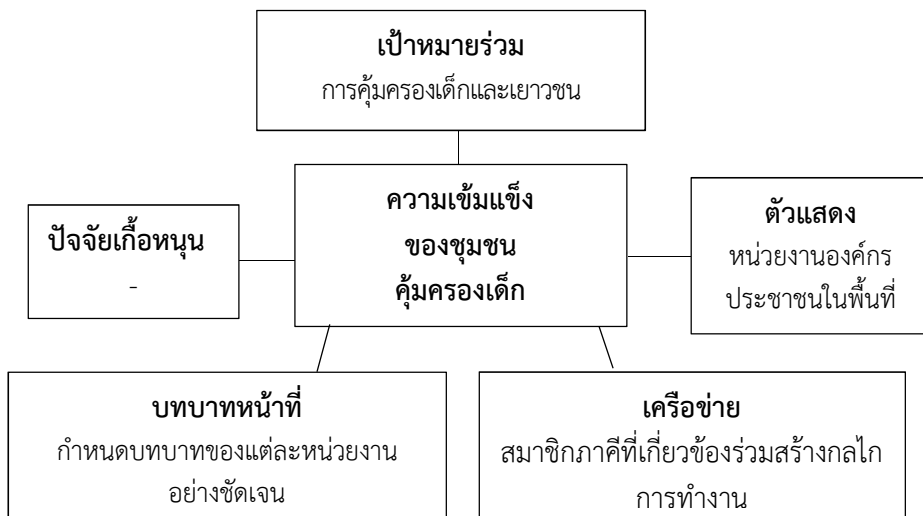 เป้าหมายร่วม
การคุ้มครองเด็กและเยาวชน
ความเข้มแข็ง
ของชุมชน
คุ้มครองเด็ก
ปัจจัยเกื้อหนุน
-
ตัวแสดง
หน่วยงานองค์กร
ประชาชนในพื้นที่
บทบาทหน้าที่
กำหนดบทบาทของแต่ละหน่วยงาน
อย่างชัดเจน
เครือข่าย
สมาชิกภาคีที่เกี่ยวข้องร่วมสร้างกลไก
การทำงาน